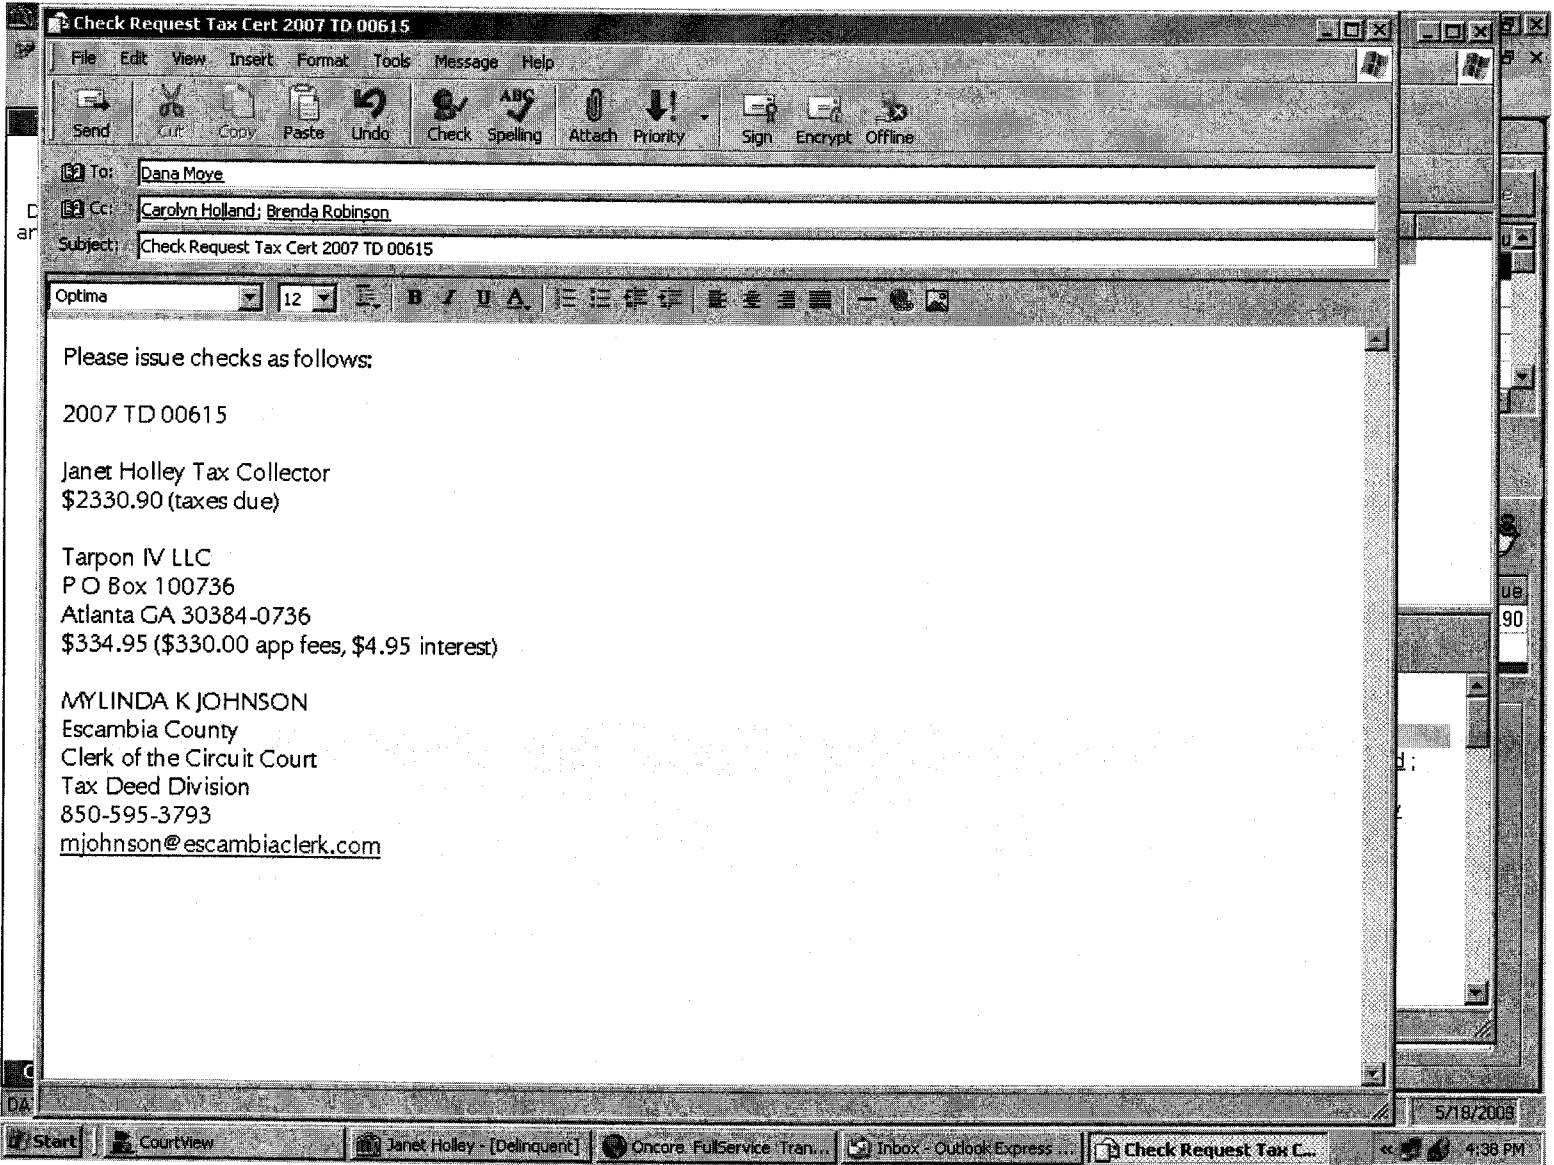 Check Request Tax Cert 2007 TD 00615
File Edit View Insert Format Tools Message Help
Send Cut Copy Paste Undo Check Spelling Attach Priority Sign Encrypt Offline
ABC
To: Dana Moye
Cc: Carolyn Holland; Brenda Robinson
Subject: Check Request Tax Cert 2007 TD 00615
Optima 12 B I U A
Please issue checks as follows:
2007 TD 00615
Janet Holley Tax Collector
$2330.90 (taxes due)
Tarpon IV LLC
P O Box 100736
Atlanta GA 30384-0736
$334.95 ($330.00 app fees, $4.95 interest)
MYLINDA K JOHNSON
Escambia County
Clerk of the Circuit Court
Tax Deed Division
850-595-3793
mjohnson@escambiaclerk.com
ue
.90
d;
Start CourtView Janet Holley - [Delinquent] Oncore FullService Tran... Inbox - Outlook Express ... Check Request Tax C... « 4:38 PM